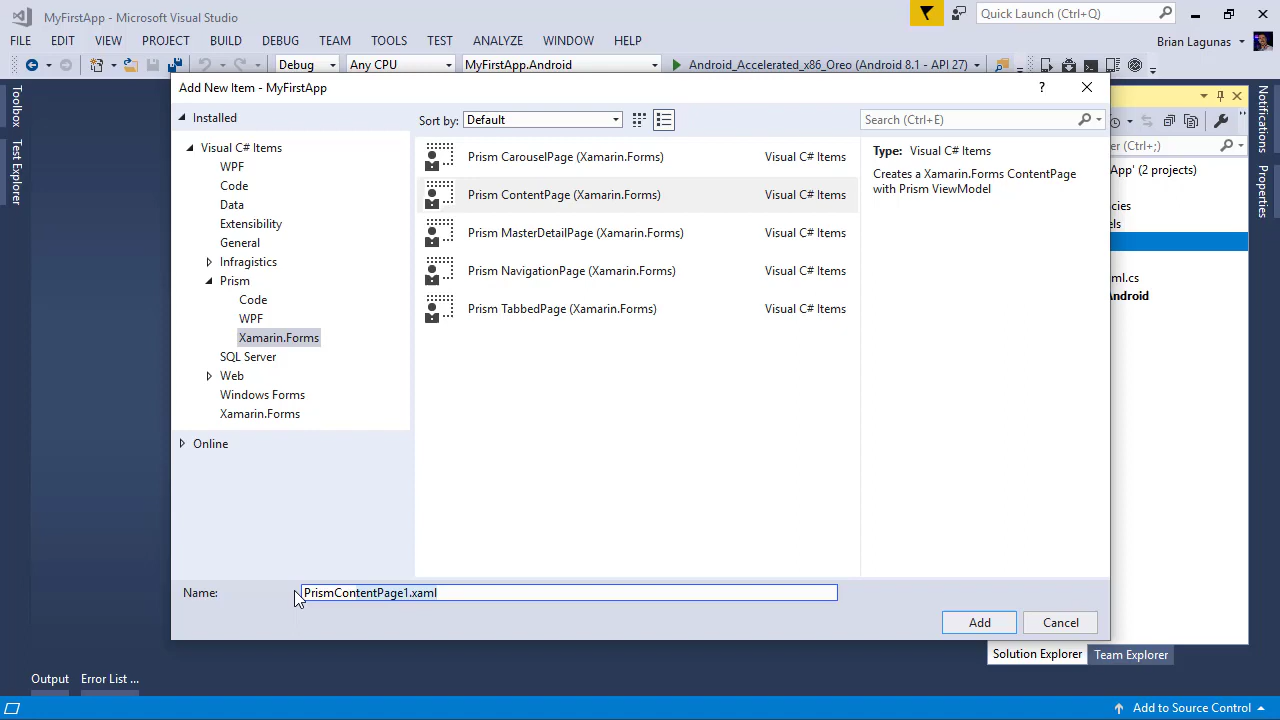 MyFirstApp - Microsoft Visual Studio
Quick Launch (Ctrl+Q)
FILE EDIT VIEW PROJECT BUILD DEBUG TEAM TOOLS TEST ANALYZE WINDOW HELP
Brian Lagunas
Debug Any CPU MyFirstApp.Android Android_Accelerated_x86_Oreo (Android 8.1 - API 27)
Toolbox
Test Explorer
Add New Item - MyFirstApp
?
Installed
Sort by: Default
Search (Ctrl+E)
Visual C# Items
WPF
Code
Data
Extensibility
General
Infragistics
Prism
Code
WPF
Xamarin.Forms
SQL Server
Web
Windows Forms
Xamarin.Forms
Online
Prism CarouselPage (Xamarin.Forms) Visual C# Items
Prism ContentPage (Xamarin.Forms) Visual C# Items
Prism MasterDetailPage (Xamarin.Forms) Visual C# Items
Prism NavigationPage (Xamarin.Forms) Visual C# Items
Prism TabbedPage (Xamarin.Forms) Visual C# Items
Type: Visual C# Items
Creates a Xamarin.Forms ContentPage
with Prism ViewModel
Name: PrismContentPage1.xaml
Add Cancel
er (Ctrl+;)
App' (2 projects)
cies
els
ml.cs
Android
Notifications
Properties
Solution Explorer Team Explorer
Output Error List ...
Add to Source Control